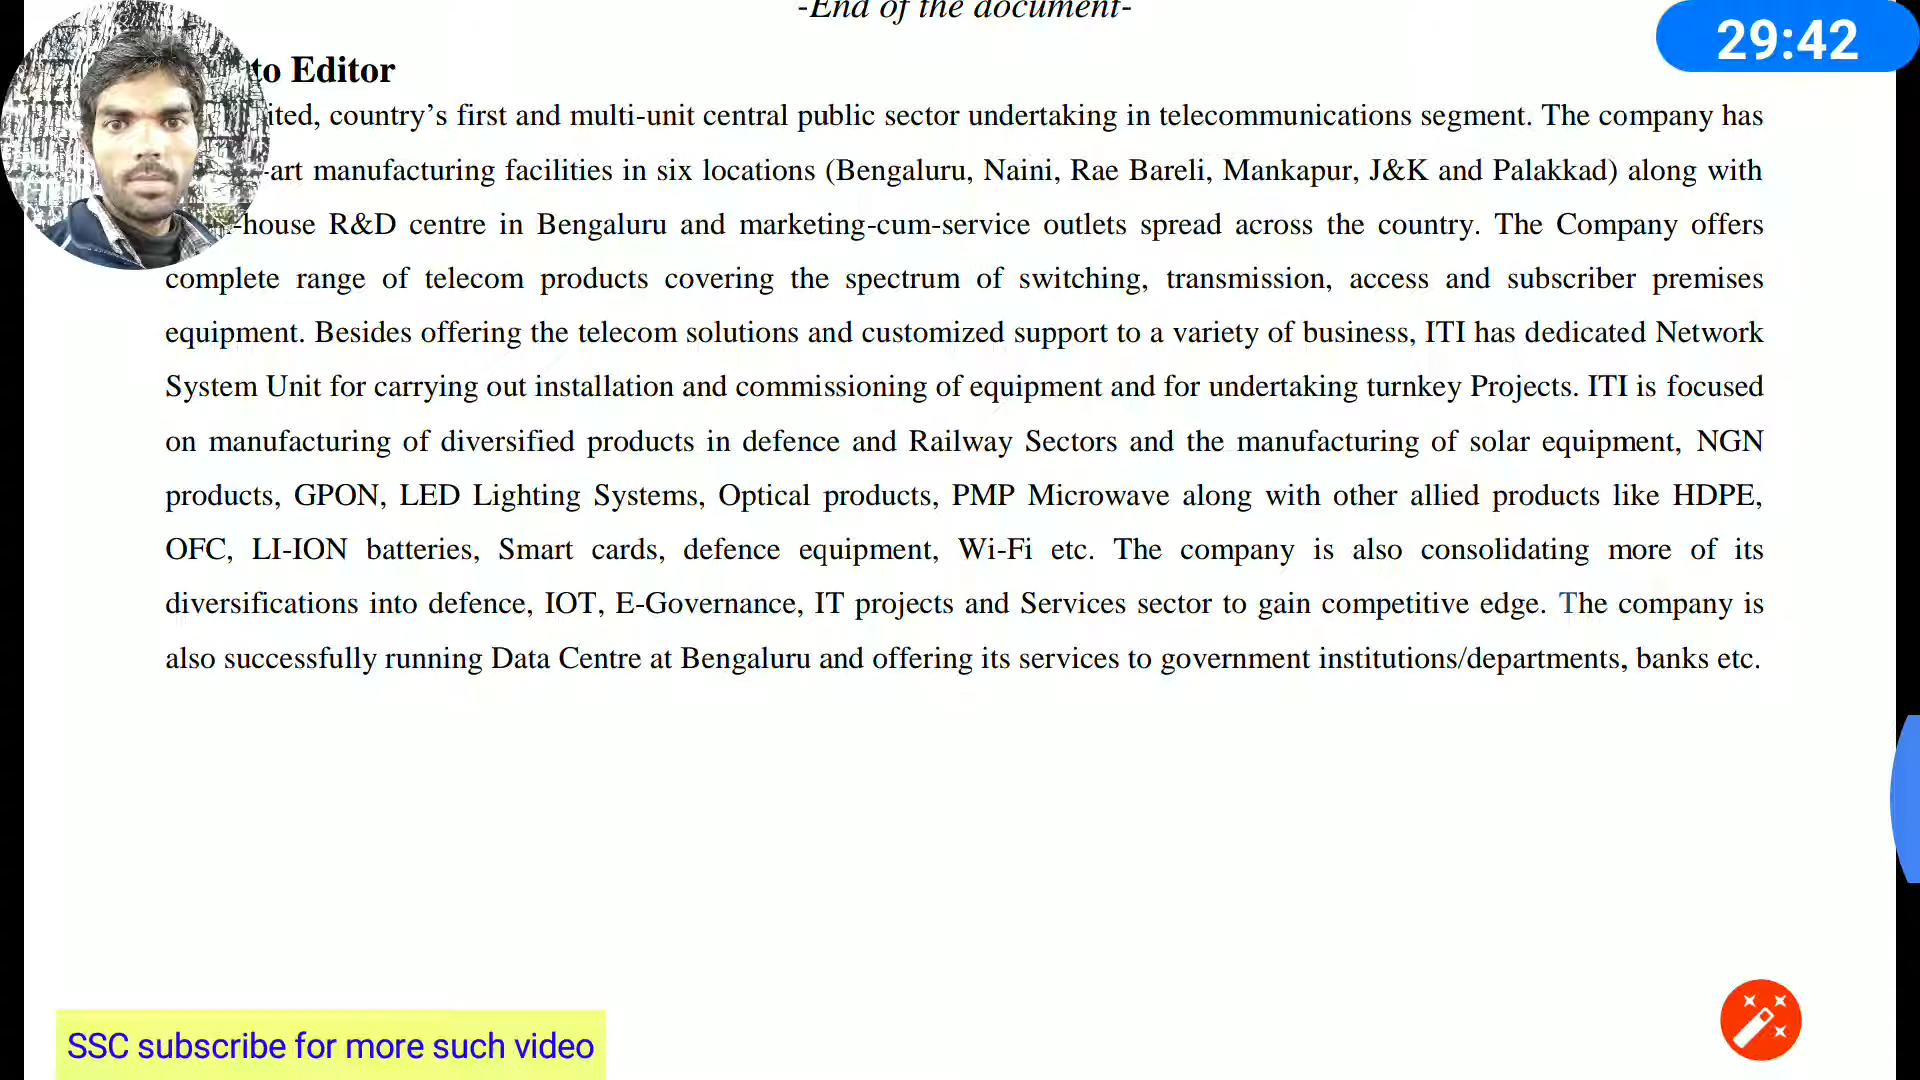 -End of the document-
29:42
to Editor
country's first and multi-unit central public sector undertaking in telecommunications segment. The company has
-art manufacturing facilities in six locations (Bengaluru, Naini, Rae Bareli, Mankapur, J&K and Palakkad) along with
-house R&D centre in Bengaluru and marketing-cum-service outlets spread across the country. The Company offers
complete range of telecom products covering the spectrum of switching, transmission, access and subscriber premises
equipment. Besides offering the telecom solutions and customized support to a variety of business, ITI has dedicated Network
System Unit for carrying out installation and commissioning of equipment and for undertaking turnkey Projects. ITI is focused
on manufacturing of diversified products in defence and Railway Sectors and the manufacturing of solar equipment, NGN
products, GPON, LED Lighting Systems, Optical products, PMP Microwave along with other allied products like HDPE,
OFC, LI-ION batteries, Smart cards, defence equipment, Wi-Fi etc. The company is also consolidating more of its
diversifications into defence, IOT, E-Governance, IT projects and Services sector to gain competitive edge. The company is
also successfully running Data Centre at Bengaluru and offering its services to government institutions/departments, banks etc.
SSC subscribe for more such video